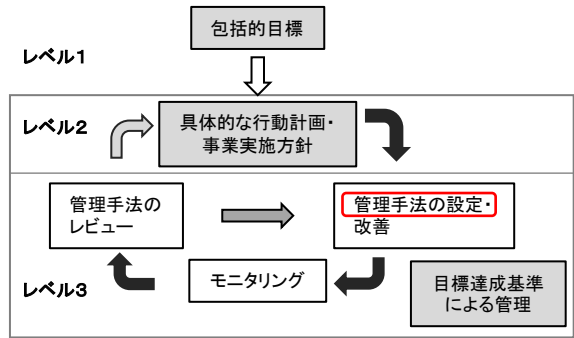 包括的目標
レベル1
レベル2
具体的な行動計画・
事業実施方針
管理手法の
レビュー
管理手法の設定・
改善
モニタリング
レベル3
目標達成基準
による管理